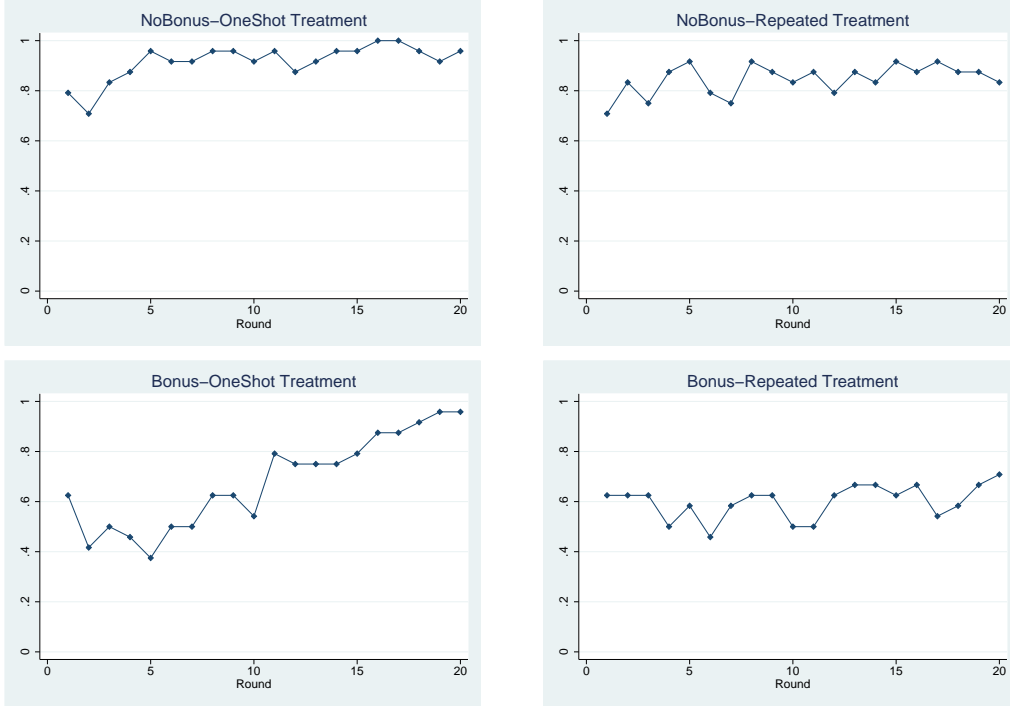 NoBonus–OneShot Treatment
1
.8
.6
.4
.2
0
0 5 10 15 20
Round
NoBonus–Repeated Treatment
1
.8
.6
.4
.2
0
0 5 10 15 20
Round
Bonus–OneShot Treatment
1
.8
.6
.4
.2
0
0 5 10 15 20
Round
Bonus–Repeated Treatment
1
.8
.6
.4
.2
0
0 5 10 15 20
Round